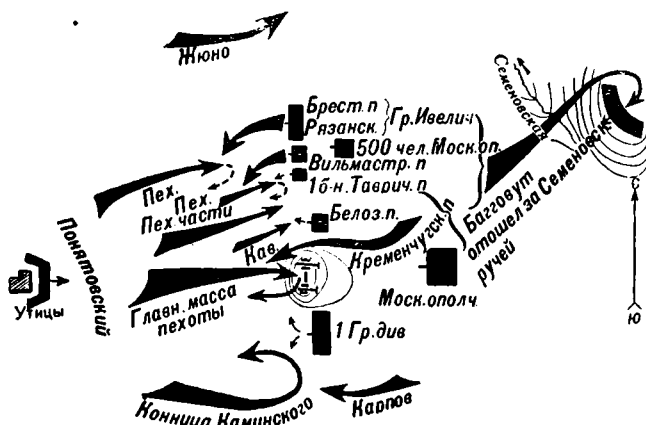 Жюно
Семеновская
Брест. п
Рязанск.
Гр. Ивелич
500 чел. Моск. оп.
Вильмастр. п
1 б-н. Таврич. п
Белоз. п.
Пех.
Пех.
Пех. части
Кав.
Кременчугск. п
Багговут
отошел за Семеновск.
ручей
С
Ю
Понятовский
Утицы
Главн. масса
пехоты
Моск. ополч.
1 Гр. див
Конница Каминского
Карпов